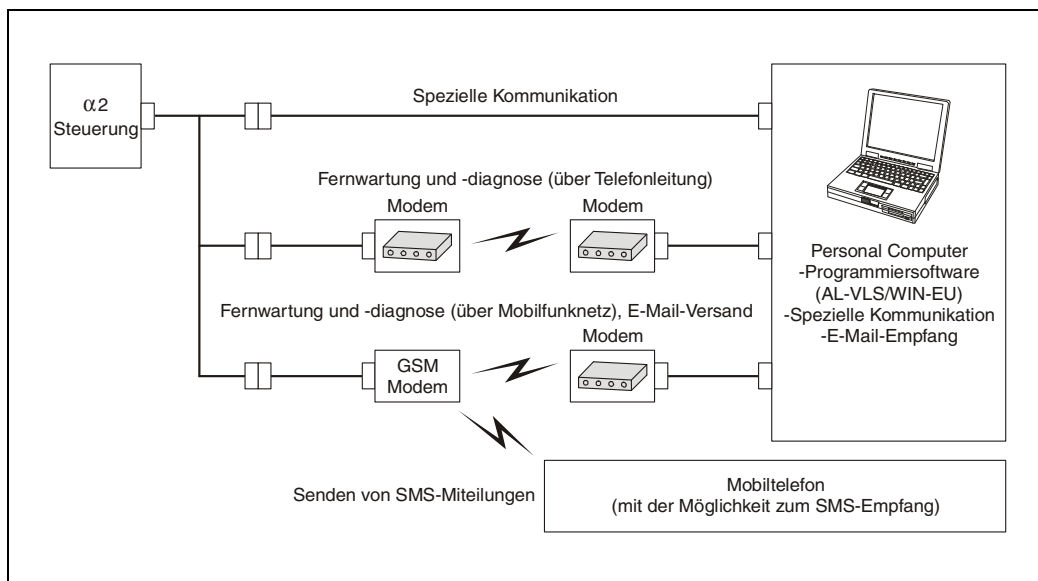 α2
Steuerung
Spezielle Kommunikation
Fernwartung und -diagnose (über Telefonleitung)
Modem
Modem
Fernwartung und -diagnose (über Mobilfunknetz), E-Mail-Versand
Modem
GSM
Modem
Personal Computer
-Programmiersoftware
(AL-VLS/WIN-EU)
-Spezielle Kommunikation
-E-Mail-Empfang
Senden von SMS-Miteilungen
Mobiltelefon
(mit der Möglichkeit zum SMS-Empfang)